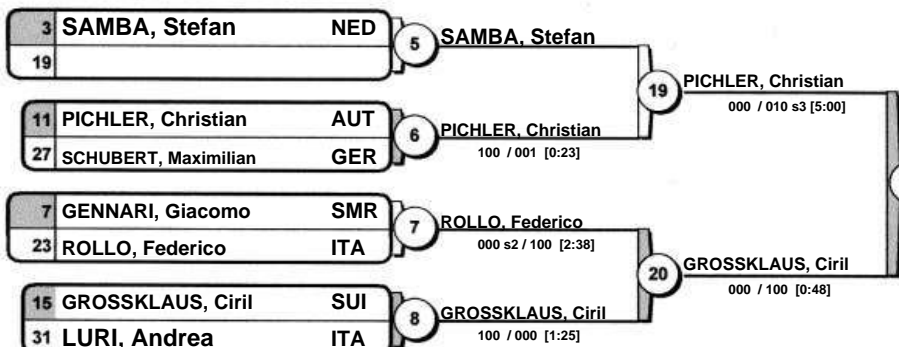 3 SAMBA, Stefan NED
19
5
SAMBA, Stefan
11 PICHLER, Christian AUT
27 SCHUBERT, Maximilian GER
6
PICHLER, Christian
100 / 001 [0:23]
19
PICHLER, Christian
000 / 010 s3 [5:00]
7 GENNARI, Giacomo SMR
23 ROLLO, Federico ITA
7
ROLLO, Federico
000 s2 / 100 [2:38]
15 GROSSKLAUS, Ciril SUI
31 LURI, Andrea ITA
8
GROSSKLAUS, Ciril
100 / 000 [1:25]
20
GROSSKLAUS, Ciril
000 / 100 [0:48]